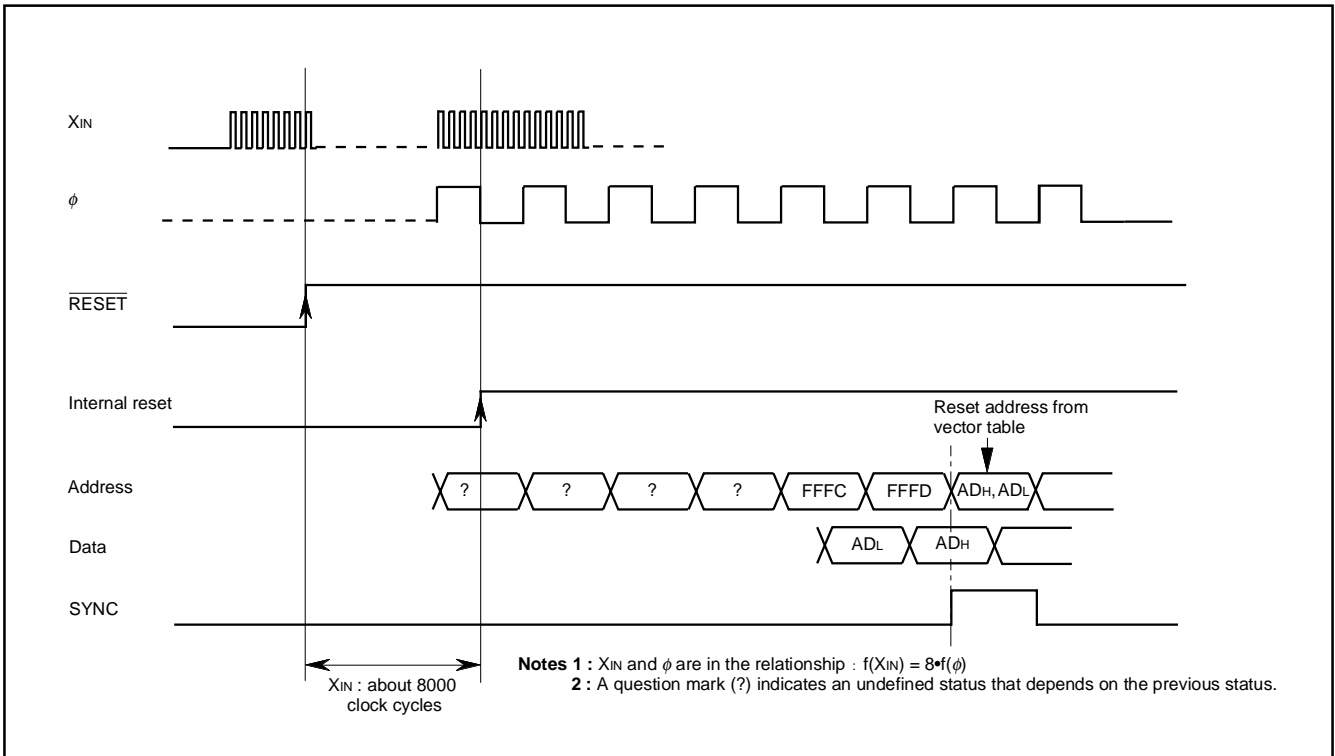 XIN
ϕ
RESET
Internal reset
Reset address from
vector table
Address
? ? ? ? FFFC FFFD ADH, ADL
Data
ADL ADH
SYNC
XIN : about 8000
clock cycles
Notes 1 : XIN and ϕ are in the relationship : f(XIN) = 8•f(ϕ)
2 : A question mark (?) indicates an undefined status that depends on the previous status.